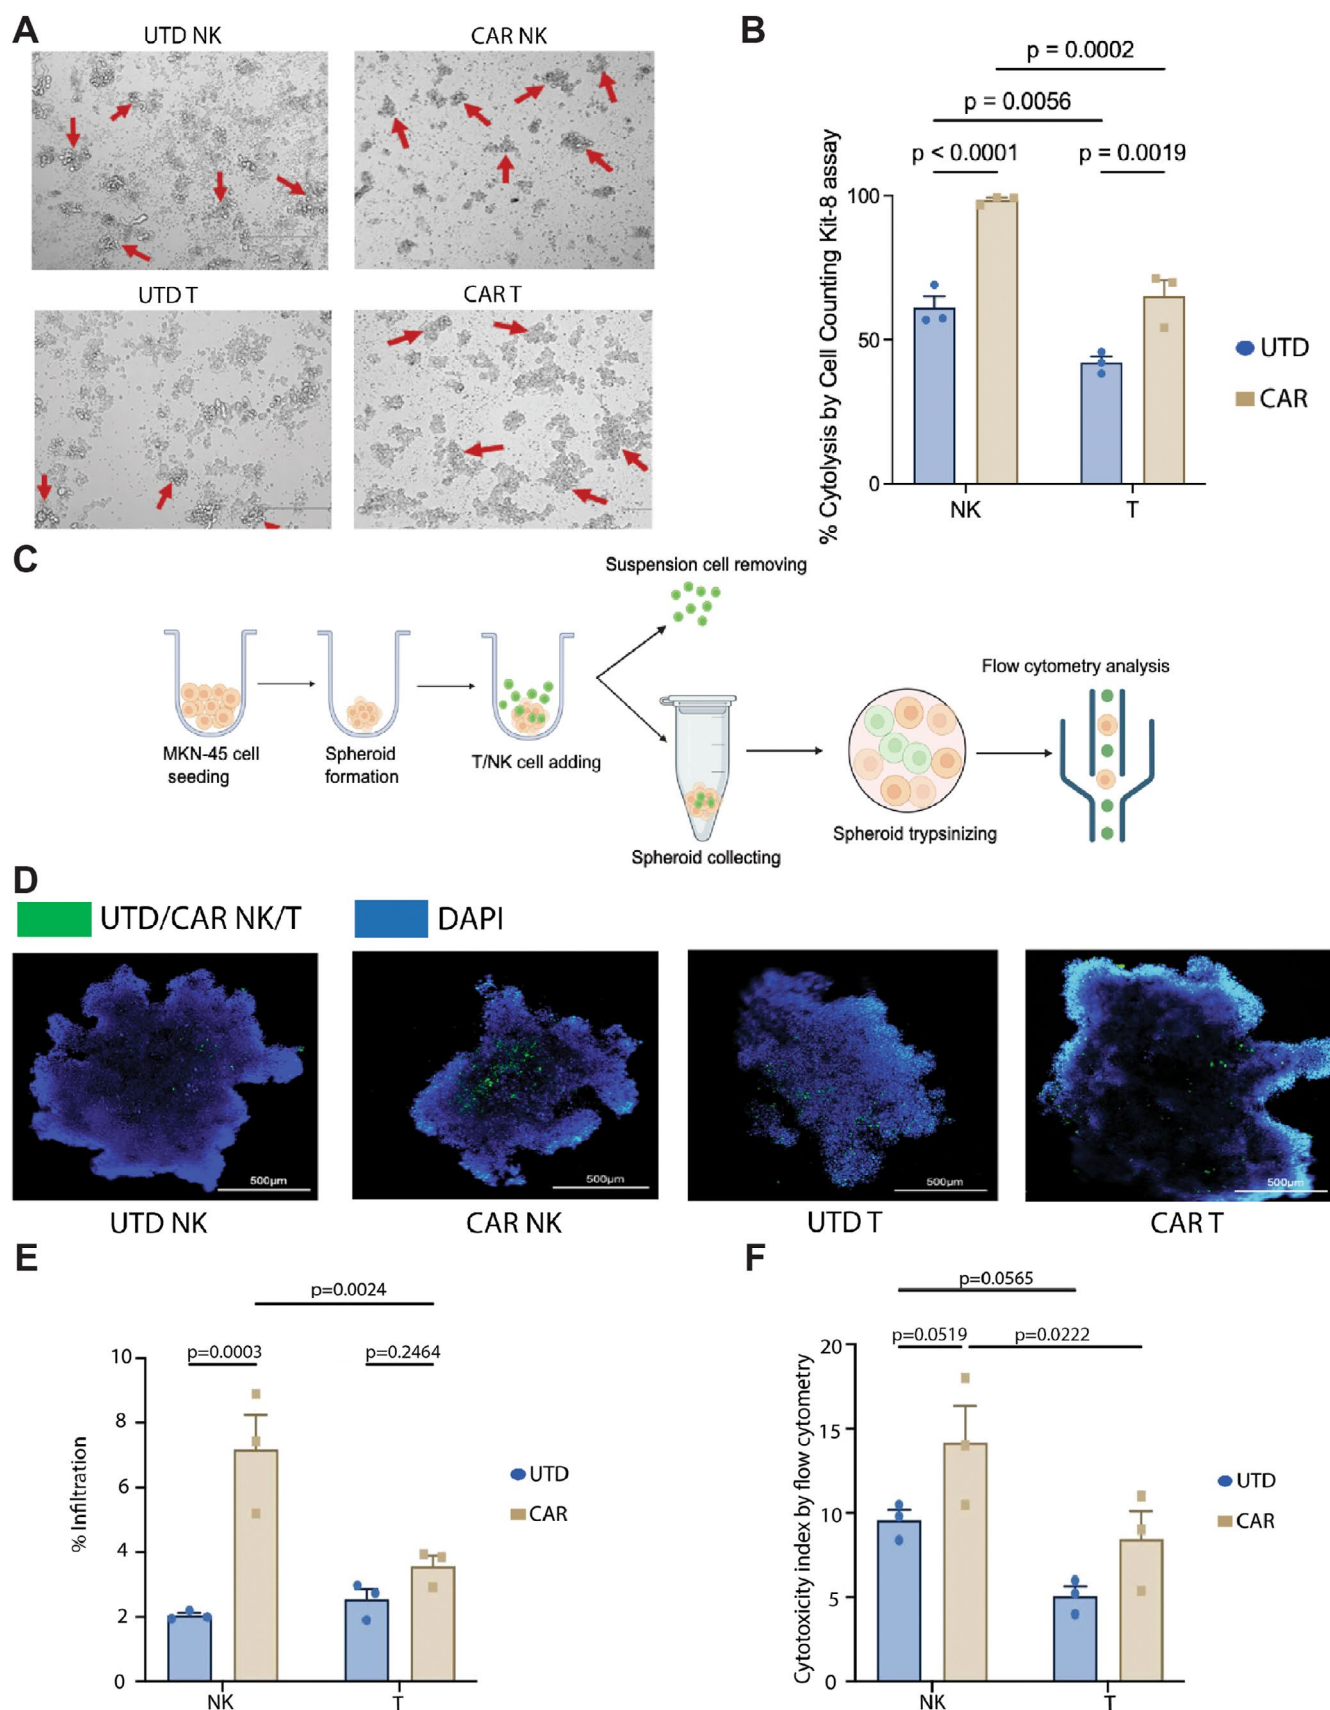 A
UTD NK
CAR NK
UTD T
CAR T
B
p = 0.0002
p = 0.0056
p < 0.0001
p = 0.0019
% Cytolysis by Cell Counting Kit-8 assay
100
50
0
NK
T
UTD
CAR
C
Suspension cell removing
MKN-45 cell
seeding
Spheroid
formation
T/NK cell adding
Spheroid collecting
Spheroid trypsinizing
Flow cytometry analysis
D
UTD/CAR NK/T
DAPI
500μm
500μm
500μm
500μm
UTD NK
CAR NK
UTD T
CAR T
E
p=0.0024
p=0.0003
p=0.2464
% Infiltration
10
8
6
4
2
0
NK
T
UTD
CAR
F
p=0.0565
p=0.0519
p=0.0222
Cytotoxicity index by flow cytometry
20
15
10
5
0
NK
T
UTD
CAR